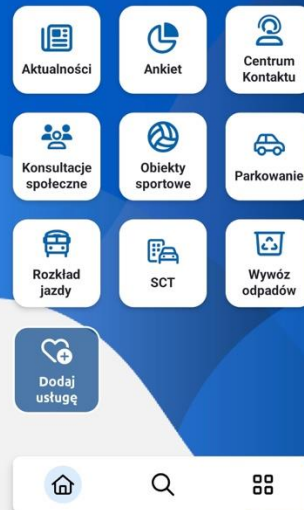 Aktualności
Ankiet
Centrum
Kontaktu
Konsultacje
społeczne
Obiekty
sportowe
Parkowanie
Rozkład
jazdy
SCT
Wywóz
odpadów
Dodaj
usługę